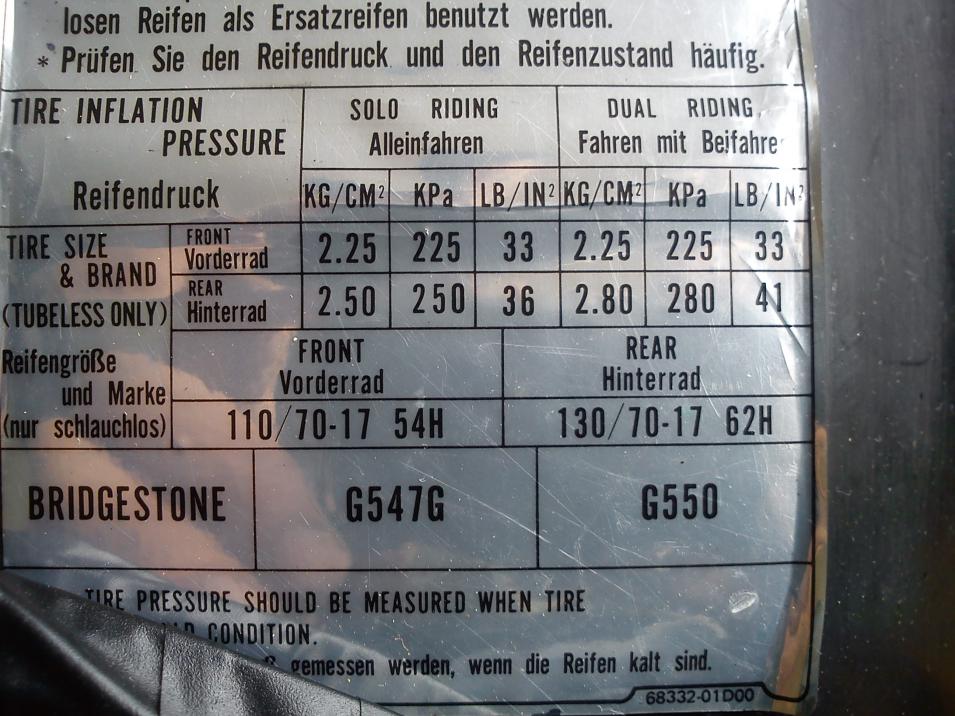 losen Reifen als Ersatzreifen benutzt werden.
* Prüfen Sie den Reifendruck und den Reifenzustand häufig.
TIRE INFLATION PRESSURE
Reifendruck
SOLO RIDING
Alleinfahren
DUAL RIDING
Fahren mit Beifahre
KG/CM² KPa LB/IN² KG/CM² KPa LB/IN²
TIRE SIZE & BRAND
(TUBELESS ONLY)
FRONT
Vorderrad
2.25 225 33 2.25 225 33
REAR
Hinterrad
2.50 250 36 2.80 280 41
Reifengröße
und Marke
(nur schlauchlos)
FRONT
Vorderrad
REAR
Hinterrad
110/70-17 54H 130/70-17 62H
BRIDGESTONE G547G G550
TIRE PRESSURE SHOULD BE MEASURED WHEN TIRE
CONDITION.
gemessen werden, wenn die Reifen kalt sind.
68332-01D00